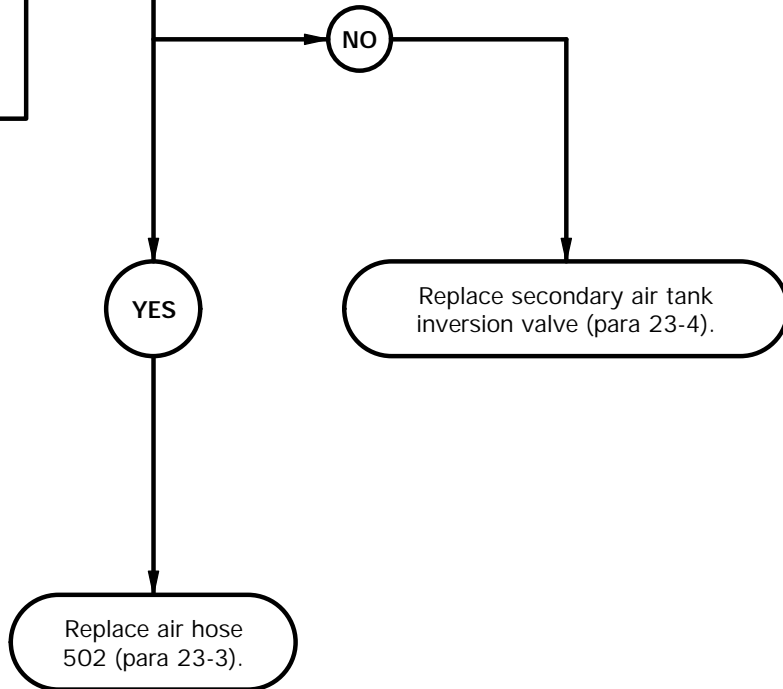 NO
YES
Replace secondary air tank
inversion valve (para 23-4).
Replace air hose
502 (para 23-3).